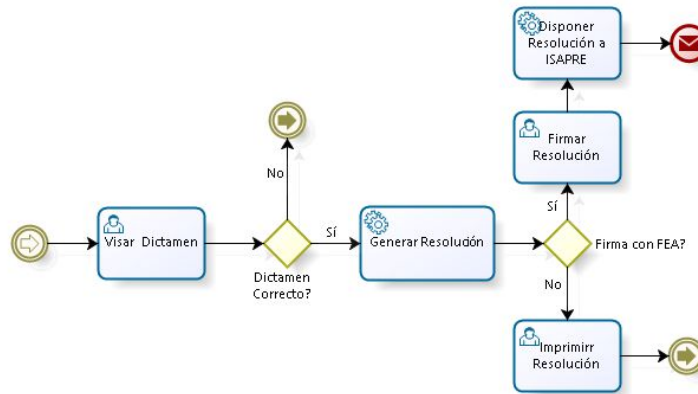 Disponer
Resolución a
ISAPRE
Firmar
Resolución
No
Sí
Visar Dictamen
Sí
Generar Resolución
Firma con FEA?
Dictamen
Correcto?
No
Imprimirr
Resolución